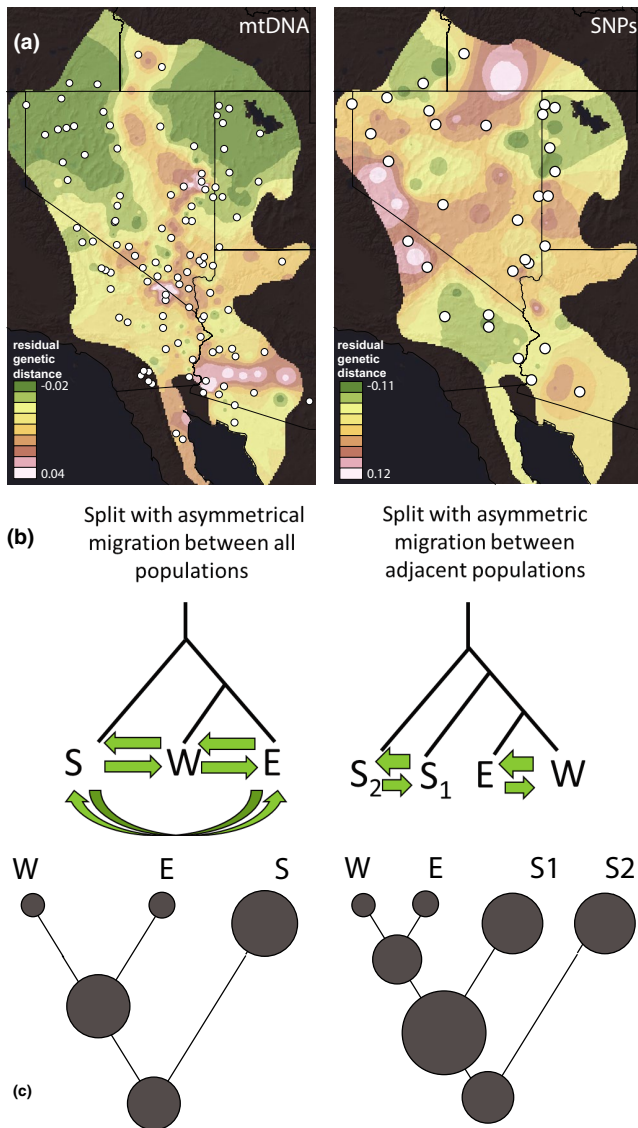 (a)
mtDNA
SNPs
residual
genetic
distance
-0.02
0.04
residual
genetic
distance
-0.11
0.12
(b)
Split with asymmetrical
migration between all
populations
Split with asymmetric
migration between
adjacent populations
S W E
S2 S1 E W
W E S
W E S1 S2
(c)